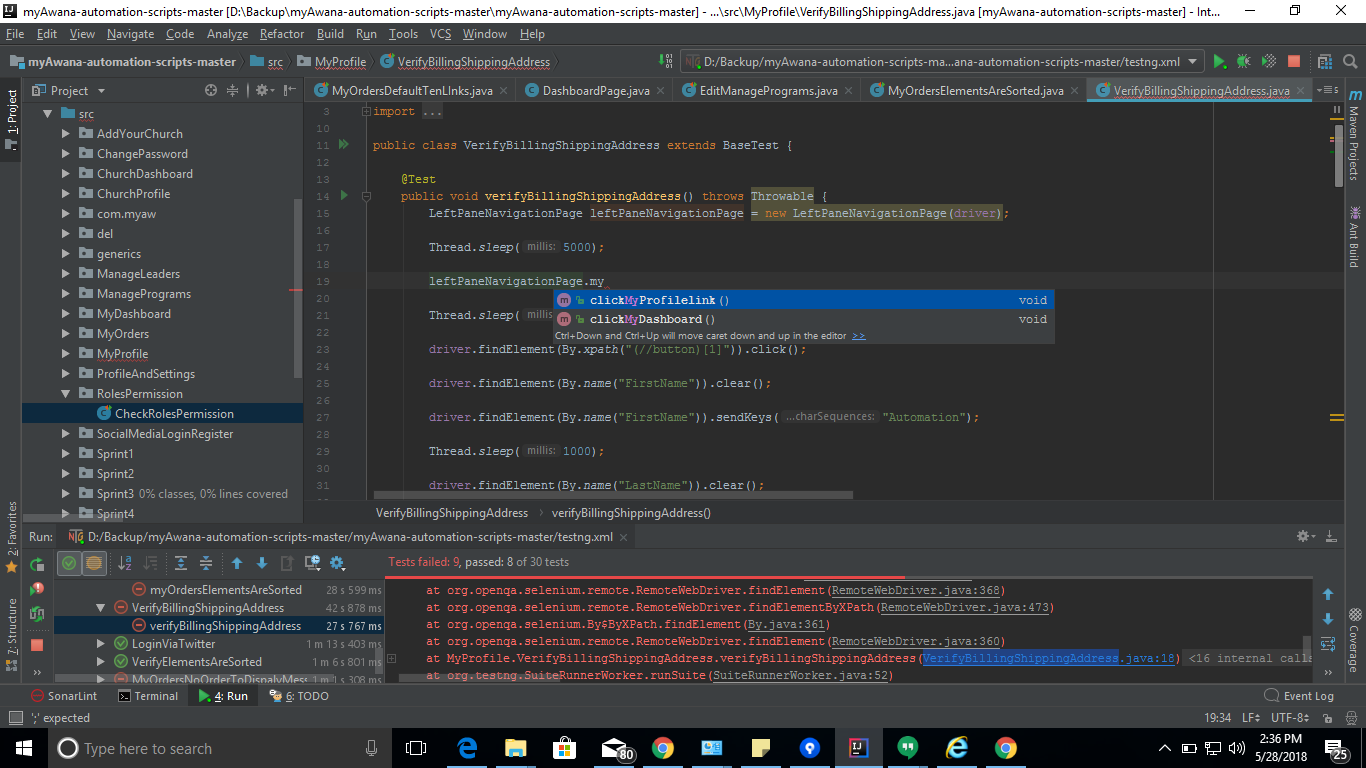 myAwana-automation-scripts-master [D:\Backup\myAwana-automation-scripts-master\myAwana-automation-scripts-master] - ...\src\MyProfile\VerifyBillingShippingAddress.java [myAwana-automation-scripts-master] - Int...
File Edit View Navigate Code Analyze Refactor Build Run Tools VCS Window Help
myAwana-automation-scripts-master src MyProfile VerifyBillingShippingAddress D:/Backup/myAwana-automation-scripts-ma...ana-automation-scripts-master/testng.xml
1: Project
Project
MyOrdersDefaultTenLInks.java DashboardPage.java EditManagePrograms.java MyOrdersElementsAreSorted.java VerifyBillingShippingAddress.java
src
AddYourChurch
ChangePassword
ChurchDashboard
ChurchProfile
com.myaw
del
generics
ManageLeaders
ManagePrograms
MyDashboard
MyOrders
MyProfile
ProfileAndSettings
RolesPermission
CheckRolesPermission
SocialMediaLoginRegister
Sprint1
Sprint2
Sprint3 0% classes, 0% lines covered
Sprint4
3 import ...
10
11 public class VerifyBillingShippingAddress extends BaseTest {
12
13 @Test
14 public void verifyBillingShippingAddress() throws Throwable {
15 LeftPaneNavigationPage leftPaneNavigationPage = new LeftPaneNavigationPage(driver);
16
17 Thread.sleep( millis: 5000);
18
19 leftPaneNavigationPage.my
20 clickMyProfilelink() void
21 Thread.sleep( millis clickMyDashboard() void
22 Ctrl+Down and Ctrl+Up will move caret down and up in the editor >>
23 driver.findElement(By.xpath("(//button)[1]")).click();
24
25 driver.findElement(By.name("FirstName")).clear();
26
27 driver.findElement(By.name("FirstName")).sendKeys( ...charSequences: "Automation");
28
29 Thread.sleep( millis: 1000);
30
31 driver.findElement(By.name("LastName")).clear();
VerifyBillingShippingAddress verifyBillingShippingAddress()
Maven Projects
Ant Build
Coverage
2: Favorites
7: Structure
Run: D:/Backup/myAwana-automation-scripts-master/myAwana-automation-scripts-master/testng.xml
Tests failed: 9, passed: 8 of 30 tests
myOrdersElementsAreSorted 28 s 599 ms
VerifyBillingShippingAddress 42 s 878 ms
verifyBillingShippingAddress 27 s 767 ms
LoginViaTwitter 1 m 13 s 403 ms
VerifyElementsAreSorted 1 m 6 s 801 ms
MyOrdersNoOrderToDispalyMess 1 s 308 ms
at org.openqa.selenium.remote.RemoteWebDriver.findElement(RemoteWebDriver.java:368)
at org.openqa.selenium.remote.RemoteWebDriver.findElementByXPath(RemoteWebDriver.java:473)
at org.openqa.selenium.By$ByXPath.findElement(By.java:361)
at org.openqa.selenium.remote.RemoteWebDriver.findElement(RemoteWebDriver.java:360)
at MyProfile.VerifyBillingShippingAddress.verifyBillingShippingAddress(VerifyBillingShippingAddress.java:18) <16 internal calls
at org.testng.SuiteRunnerWorker.runSuite(SuiteRunnerWorker.java:52)
SonarLint Terminal 4: Run 6: TODO Event Log
';' expected 19:34 LF÷ UTF-8÷
Type here to search
80
2:36 PM
5/28/2018
25